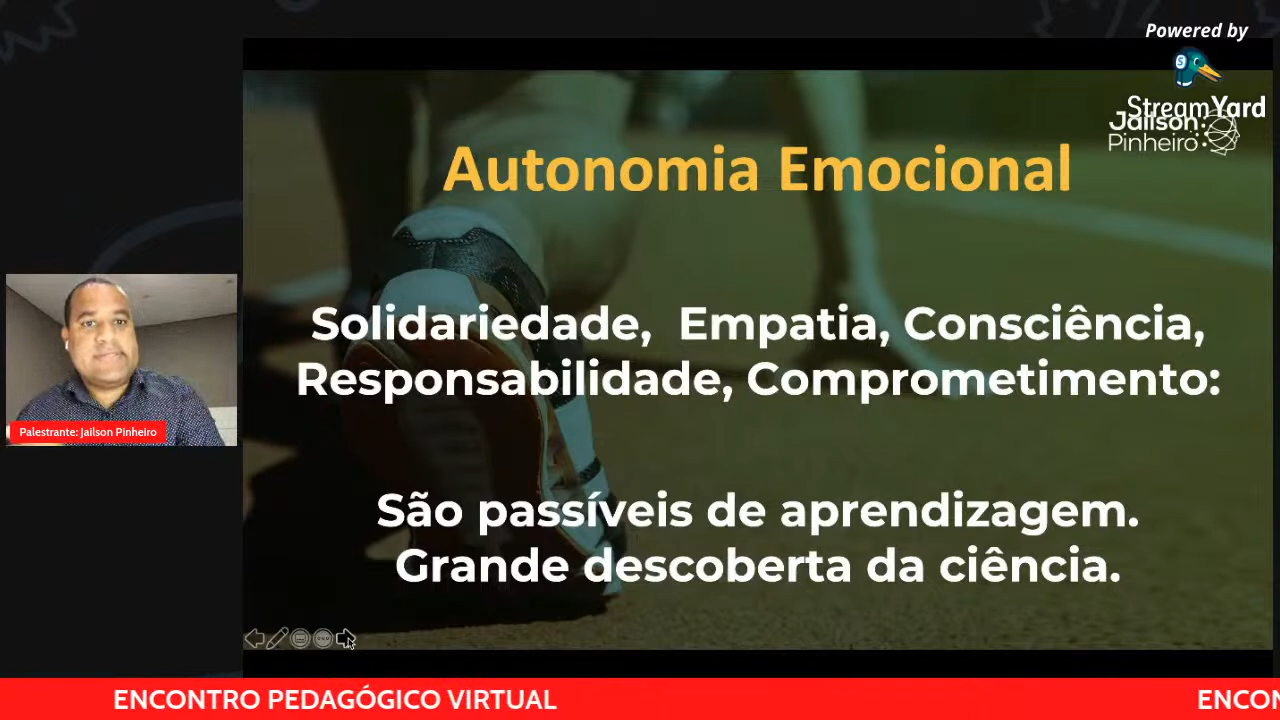 Powered by
StreamYard
Jailson
Pinheiro
Autonomia Emocional
Solidariedade, Empatia, Consciência,
Responsabilidade, Comprometimento:
São passíveis de aprendizagem.
Grande descoberta da ciência.
Palestrante: Jailson Pinheiro
ENCONTRO PEDAGÓGICO VIRTUAL
ENCON